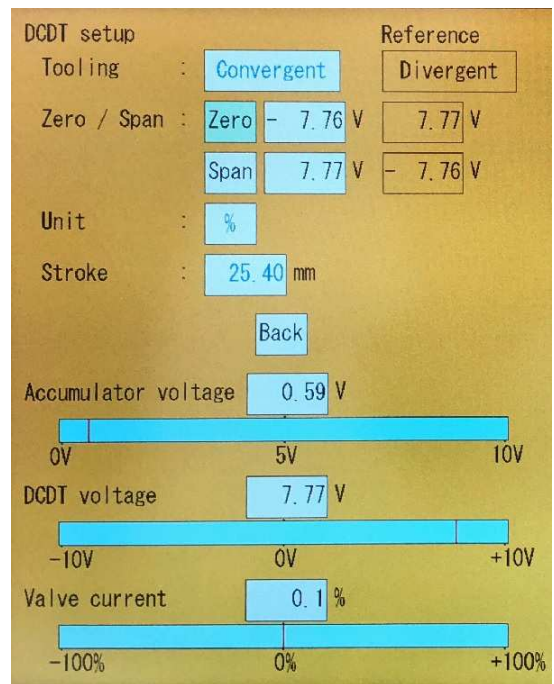 DCDT setup Reference
Tooling : Convergent Divergent
Zero / Span : Zero - 7.76 V 7.77 V
Span 7.77 V - 7.76 V
Unit : %
Stroke : 25.40 mm
Back
Accumulator voltage 0.59 V
0V 5V 10V
DCDT voltage 7.77 V
-10V 0V +10V
Valve current 0.1 %
-100% 0% +100%